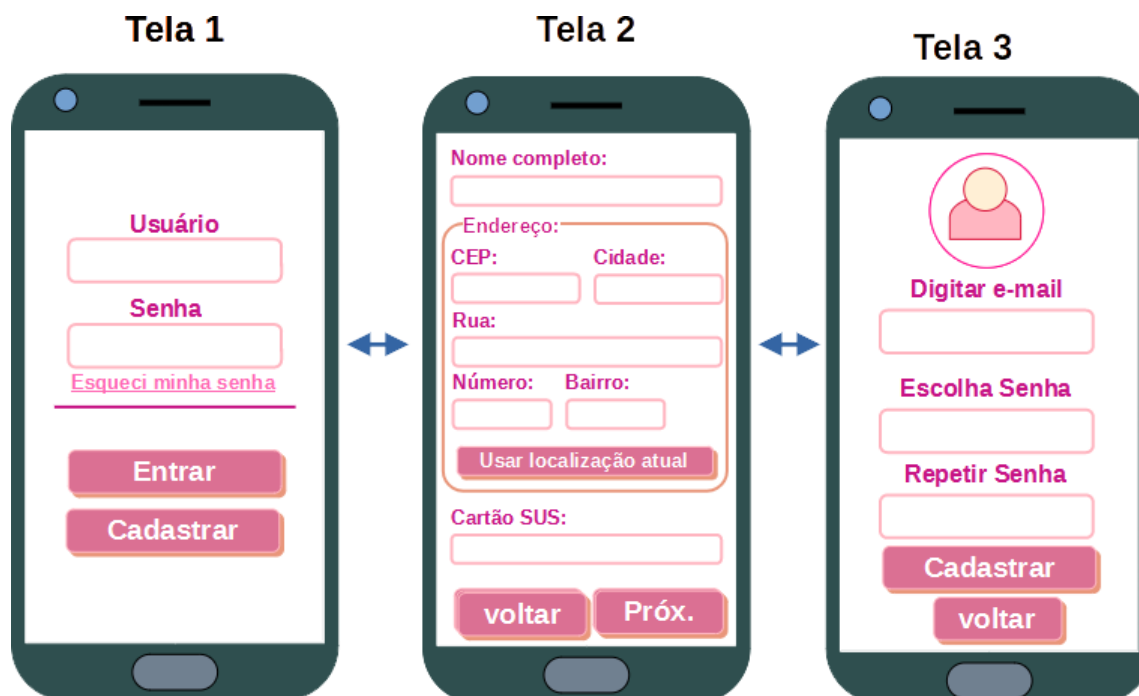 Tela 1
Usuário
Senha
Esqueci minha senha
Entrar
Cadastrar
Tela 2
Nome completo:
Endereço:
CEP: Cidade:
Rua:
Número: Bairro:
Usar localização atual
Cartão SUS:
voltar Próx.
Tela 3
Digitar e-mail
Escolha Senha
Repetir Senha
Cadastrar
voltar